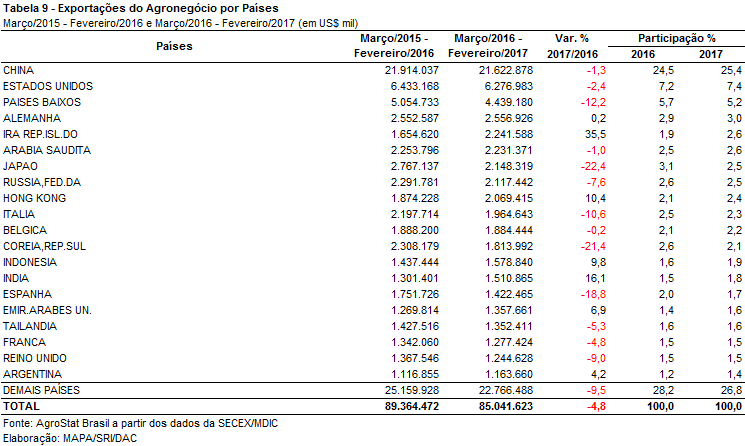 Tabela 9 - Exportações do Agronegócio por Países
Março/2015 - Fevereiro/2016 e Março/2016 - Fevereiro/2017 (em US$ mil)
Países Março/2015 - Fevereiro/2016 Março/2016 - Fevereiro/2017 Var. % 2017/2016 Participação % 2016 2017
CHINA 21.914.037 21.622.878 -1,3 24,5 25,4
ESTADOS UNIDOS 6.433.168 6.276.983 -2,4 7,2 7,4
PAISES BAIXOS 5.054.733 4.439.180 -12,2 5,7 5,2
ALEMANHA 2.552.587 2.556.926 0,2 2,9 3,0
IRA REP.ISL.DO 1.654.620 2.241.588 35,5 1,9 2,6
ARABIA SAUDITA 2.253.796 2.231.371 -1,0 2,5 2,6
JAPAO 2.767.137 2.148.319 -22,4 3,1 2,5
RUSSIA,FED.DA 2.291.781 2.117.442 -7,6 2,6 2,5
HONG KONG 1.874.228 2.069.415 10,4 2,1 2,4
ITALIA 2.197.714 1.964.643 -10,6 2,5 2,3
BELGICA 1.888.200 1.884.444 -0,2 2,1 2,2
COREIA,REP.SUL 2.308.179 1.813.992 -21,4 2,6 2,1
INDONESIA 1.437.444 1.578.840 9,8 1,6 1,9
INDIA 1.301.401 1.510.865 16,1 1,5 1,8
ESPANHA 1.751.726 1.422.465 -18,8 2,0 1,7
EMIR.ARABES UN. 1.269.814 1.357.661 6,9 1,4 1,6
TAILANDIA 1.427.516 1.352.411 -5,3 1,6 1,6
FRANCA 1.342.060 1.277.424 -4,8 1,5 1,5
REINO UNIDO 1.367.546 1.244.628 -9,0 1,5 1,5
ARGENTINA 1.116.855 1.163.660 4,2 1,2 1,4
DEMAIS PAÍSES 25.159.928 22.766.488 -9,5 28,2 26,8
TOTAL 89.364.472 85.041.623 -4,8 100,0 100,0
Fonte: AgroStat Brasil a partir dos dados da SECEX/MDIC
Elaboração: MAPA/SRI/DAC